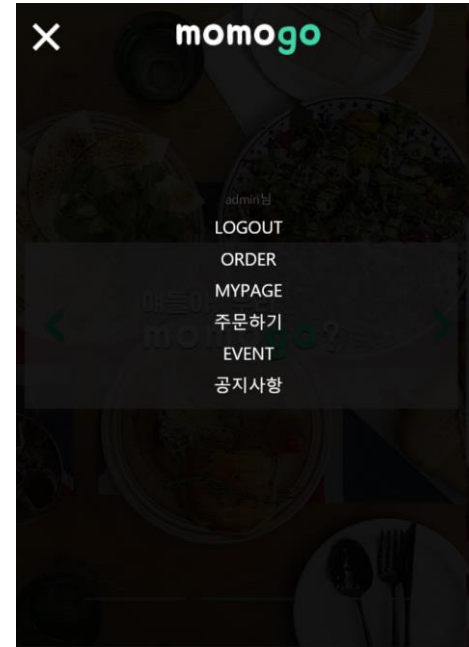 momogo
admin님
LOGOUT
ORDER
MYPAGE
주문하기
EVENT
공지사항
momogo?